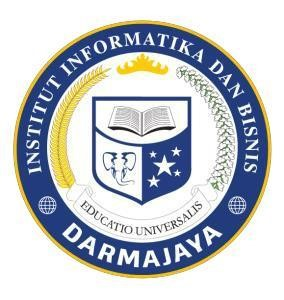 INSTITUT INFORMATIKA DAN BISNIS
EDUCATIO UNIVERSALIS
DARMAJAYA